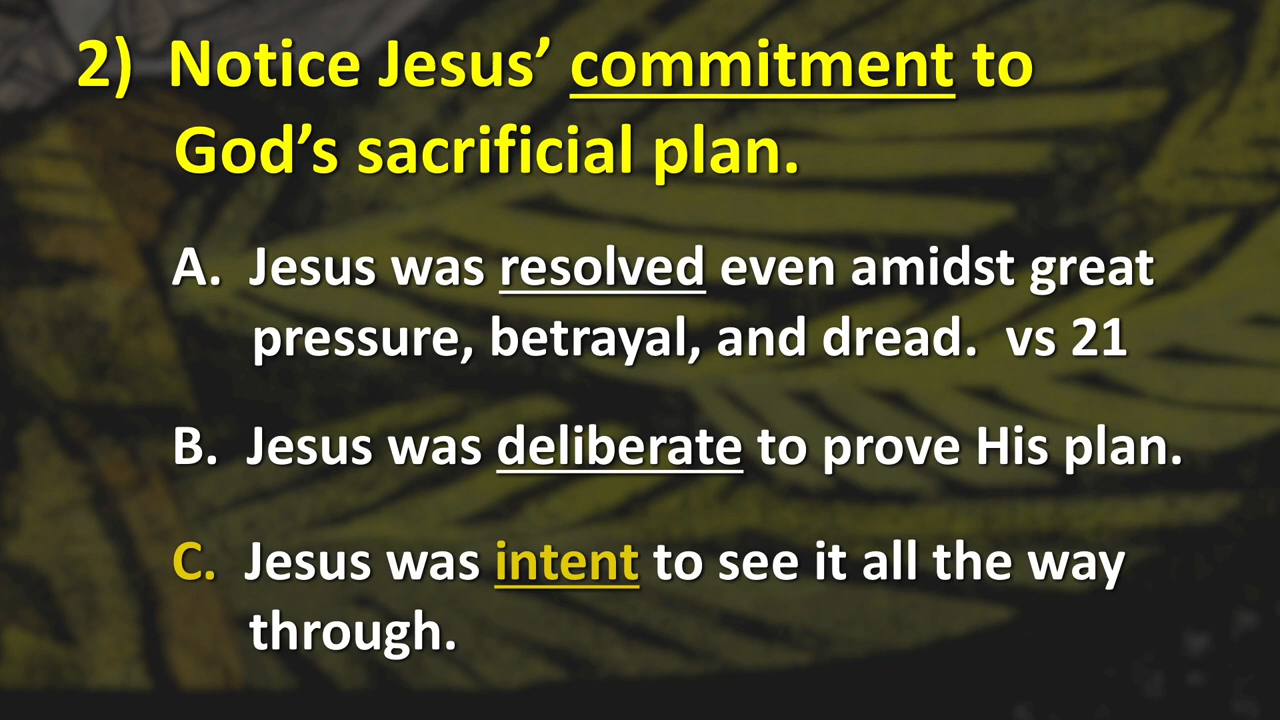 2) Notice Jesus’ commitment to
God’s sacrificial plan.
A. Jesus was resolved even amidst great
pressure, betrayal, and dread. vs 21
B. Jesus was deliberate to prove His plan.
C. Jesus was intent to see it all the way
through.